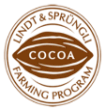 LINDT & SPRÜNGLI
COCOA
FARMING PROGRAM